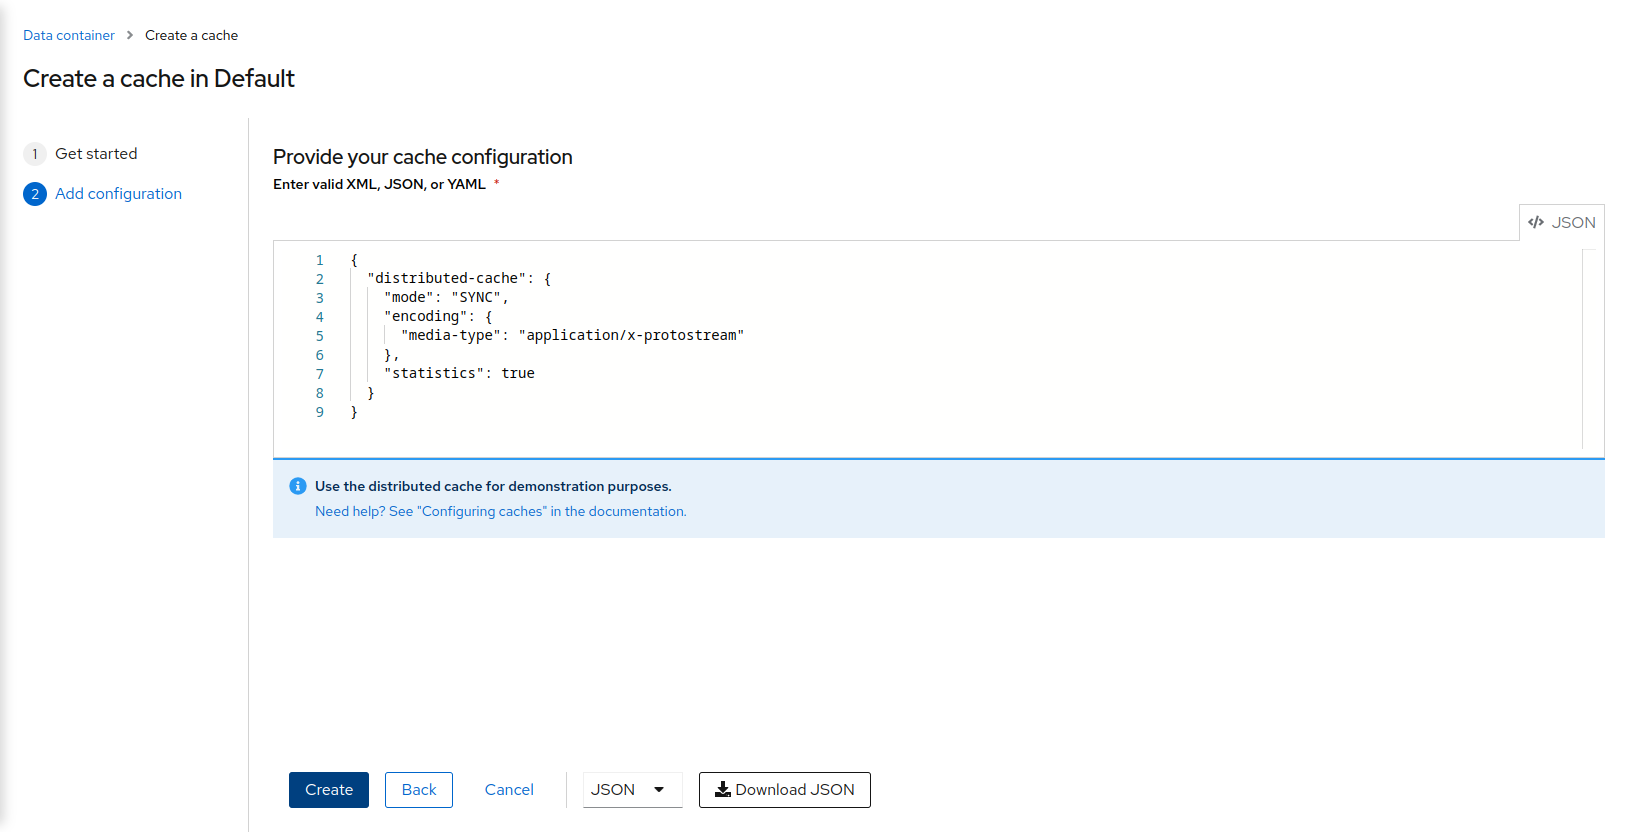 Data container > Create a cache
Create a cache in Default
1 Get started
2 Add configuration
Provide your cache configuration
Enter valid XML, JSON, or YAML *
</> JSON
1 {
2   "distributed-cache": {
3     "mode": "SYNC",
4     "encoding": {
5       "media-type": "application/x-protostream"
6     },
7     "statistics": true
8   }
9 }
Use the distributed cache for demonstration purposes.
Need help? See "Configuring caches" in the documentation.
Create Back Cancel JSON Download JSON